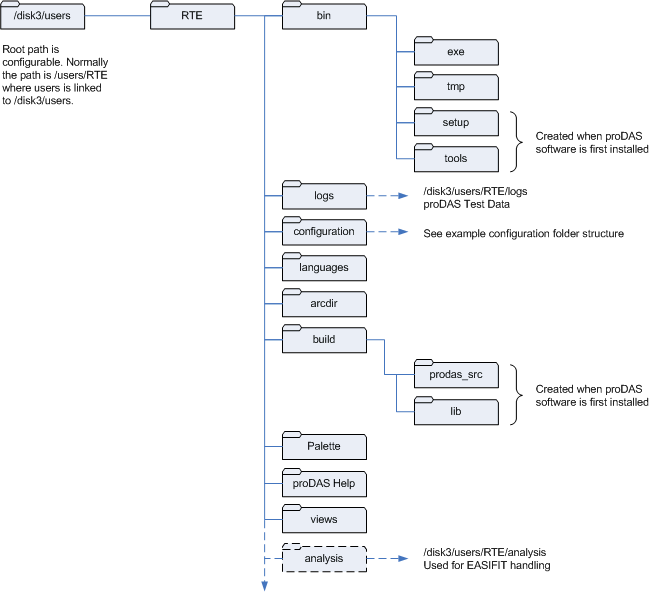 /disk3/users
RTE
bin
Root path is
configurable. Normally
the path is /users/RTE
where users is linked
to /disk3/users.
exe
tmp
setup
tools
Created when proDAS
software is first installed
logs
/disk3/users/RTE/logs
proDAS Test Data
configuration
See example configuration folder structure
languages
arcdir
build
prodas_src
lib
Created when proDAS
software is first installed
Palette
proDAS Help
views
analysis
/disk3/users/RTE/analysis
Used for EASIFIT handling